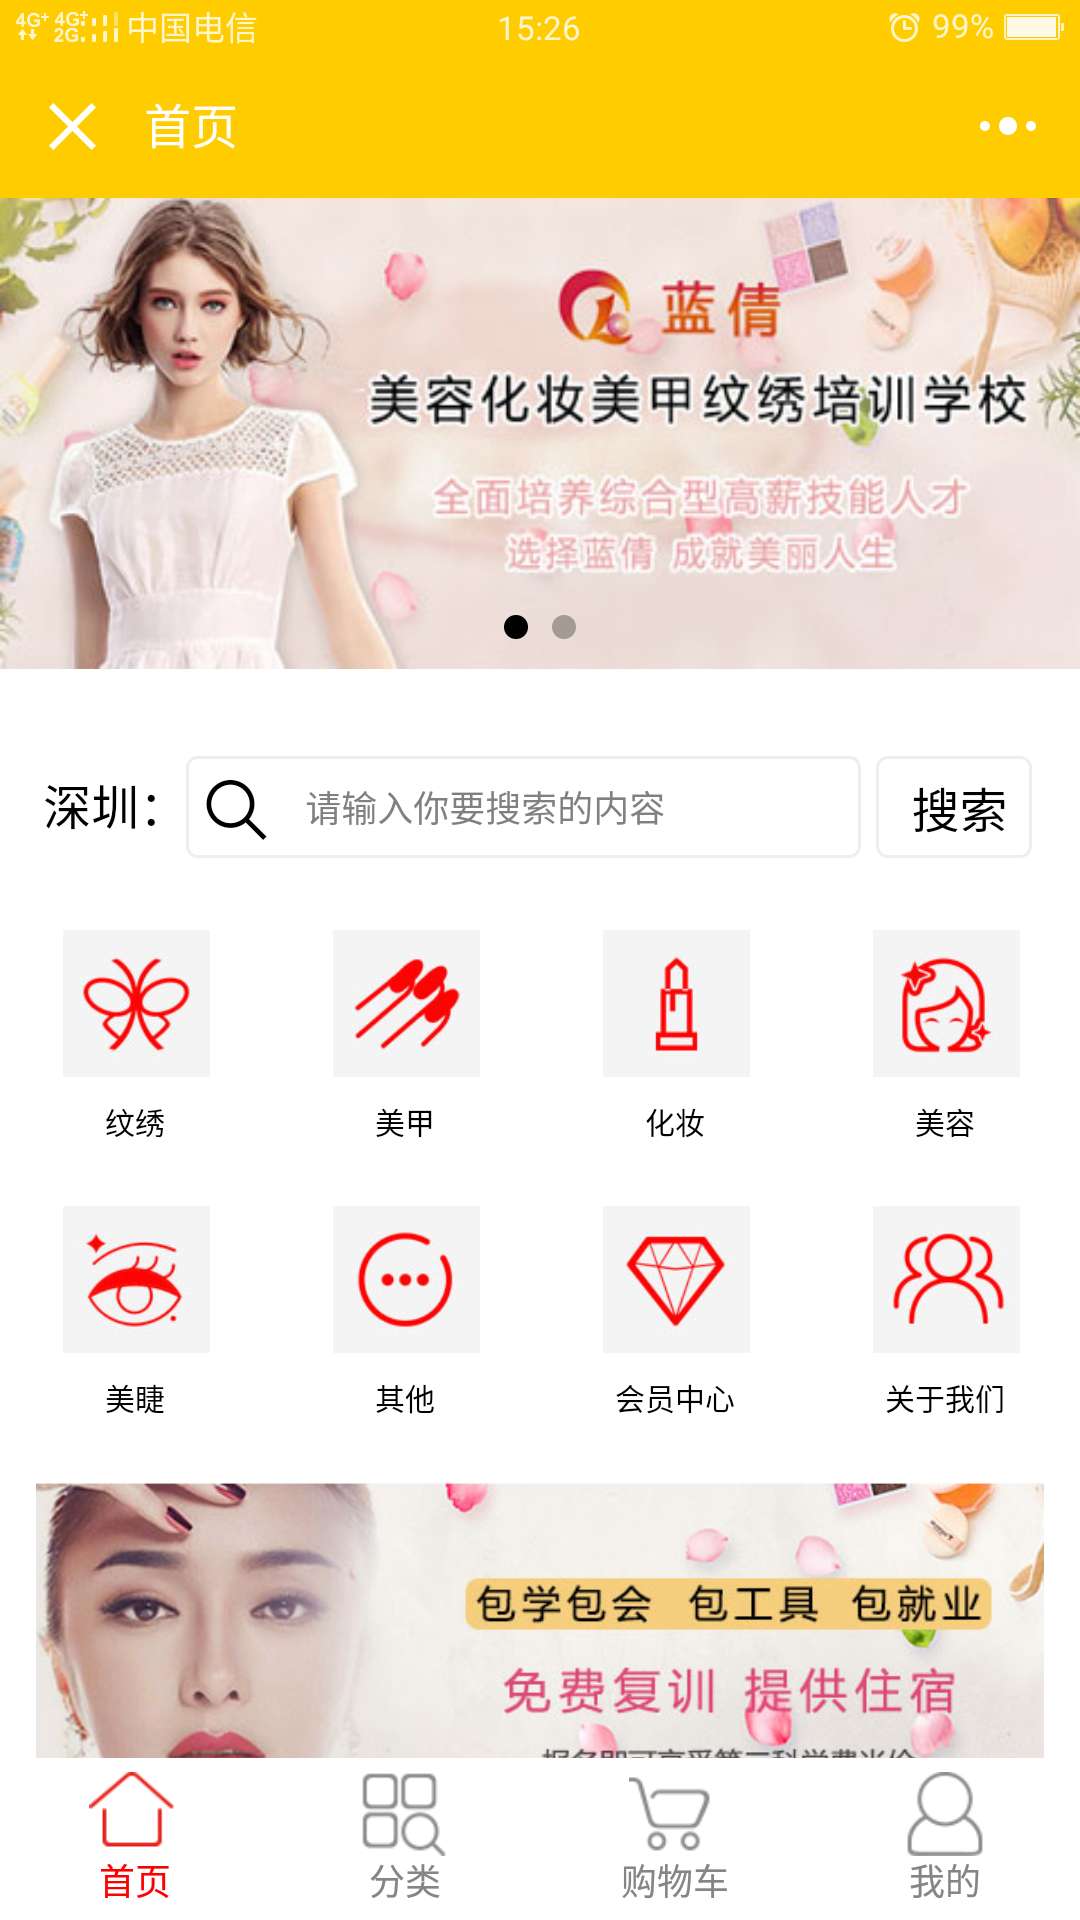 4G+ 4G+ 2G 中国电信 15:26 99%
首页
蓝倩
美容化妆美甲纹绣培训学校
全面培养综合型高薪技能人才
选择蓝倩 成就美丽人生
深圳： 请输入你要搜索的内容 搜索
纹绣 美甲 化妆 美容
美睫 其他 会员中心 关于我们
包学包会 包工具 包就业
免费复训 提供住宿
首页 分类 购物车 我的